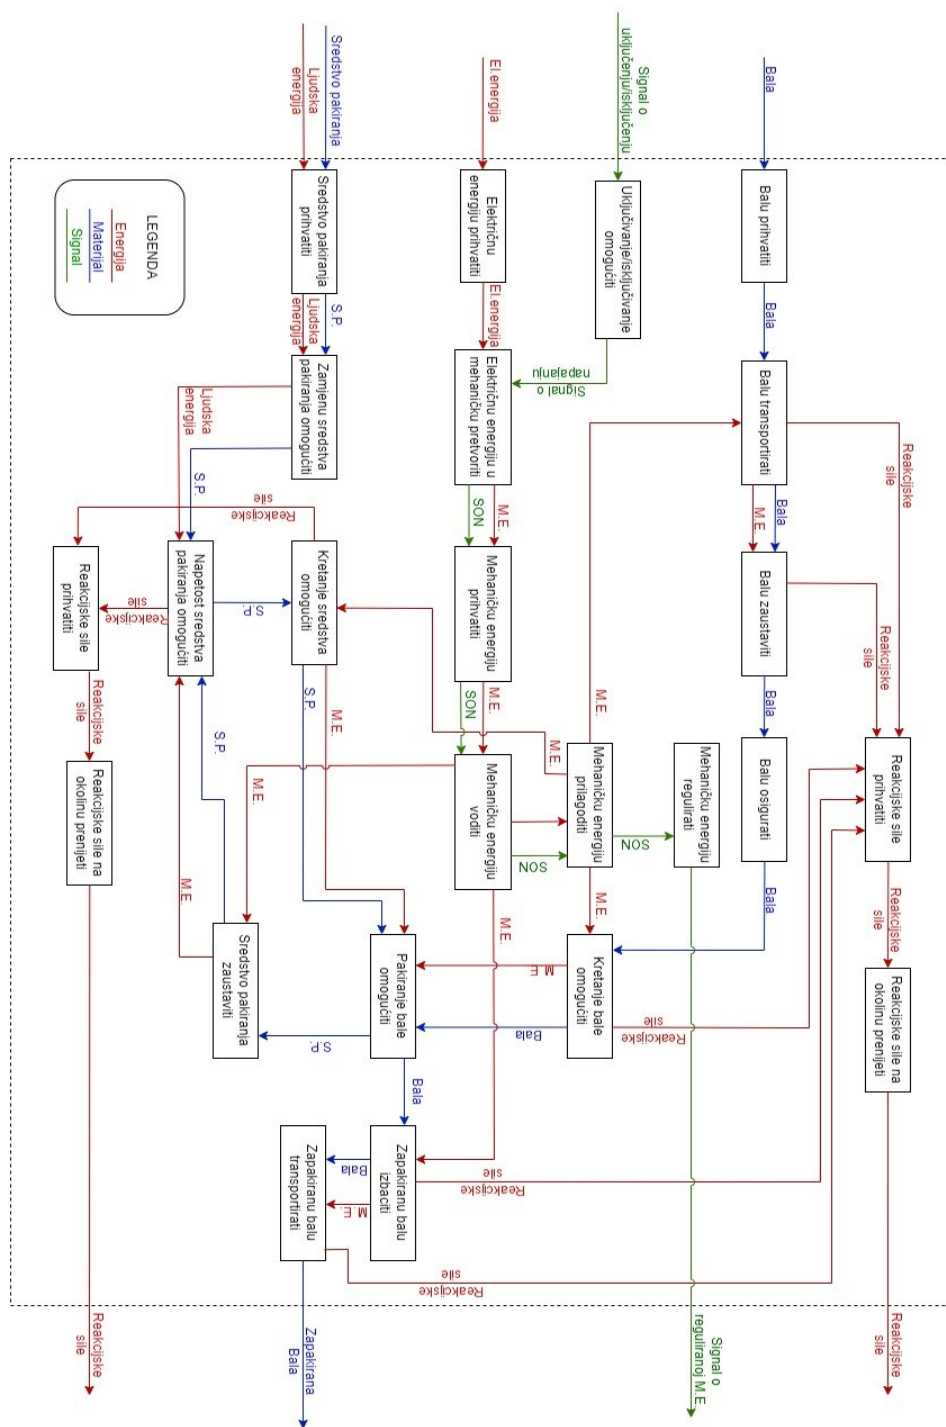 Bala
Balu prihvatiti
Bala
Balu transportirati
Reakcijske
sile
Bala
M.E.
Balu zaustaviti
Reakcijske
sile
Bala
Balu osigurati
Reakcijske sile
prihvatiti
Bala
Reakcijske
sile
Reakcijske sile na
okolinu prenijeti
Reakcijske
sile
Signal o
uključenju/isključenju
Uključivanje/isključivanje
omogućiti
Signal o
napajanju
El.energija
Električnu
energiju prihvatiti
El.energija
Električnu energiju u
mehaničku pretvoriti
M.E.
SON
Mehaničku energiju
prihvatiti
M.E.
SON
Mehaničku energiju
voditi
M.E.
M.E.
Mehaničku energiju
prilagoditi
SON
SON
Mehaničku energiju
regulirati
Signal o
reguliranoj M.E.
M.E.
Kretanje bale
omogućiti
Reakcijske
sile
M.E.
Bala
M.E.
Pakiranje bale
omogućiti
Bala
Zapakiranu balu
izbaciti
Reakcijske
sile
Bala
M.E.
Zapakiranu balu
transportirati
Reakcijske
sile
Zapakirana
Bala
Sredstvo pakiranja
Ljudska
energija
Sredstvo pakiranja
prihvatiti
S.P.
Ljudska
energija
Zamjenu sredstva
pakiranja omogućiti
Ljudska
energija
S.P.
Reakcijske
sile
Kretanje sredstva
omogućiti
M.E.
S.P.
S.P.
Napetost sredstva
pakiranja omogućiti
Reakcijske
sile
Reakcijske sile
prihvatiti
Reakcijske
sile
Reakcijske sile na
okolinu prenijeti
Reakcijske
sile
S.P.
M.E.
M.E.
Sredstvo pakiranja
zaustaviti
S.P.
LEGENDA
Energija
Materijal
Signal